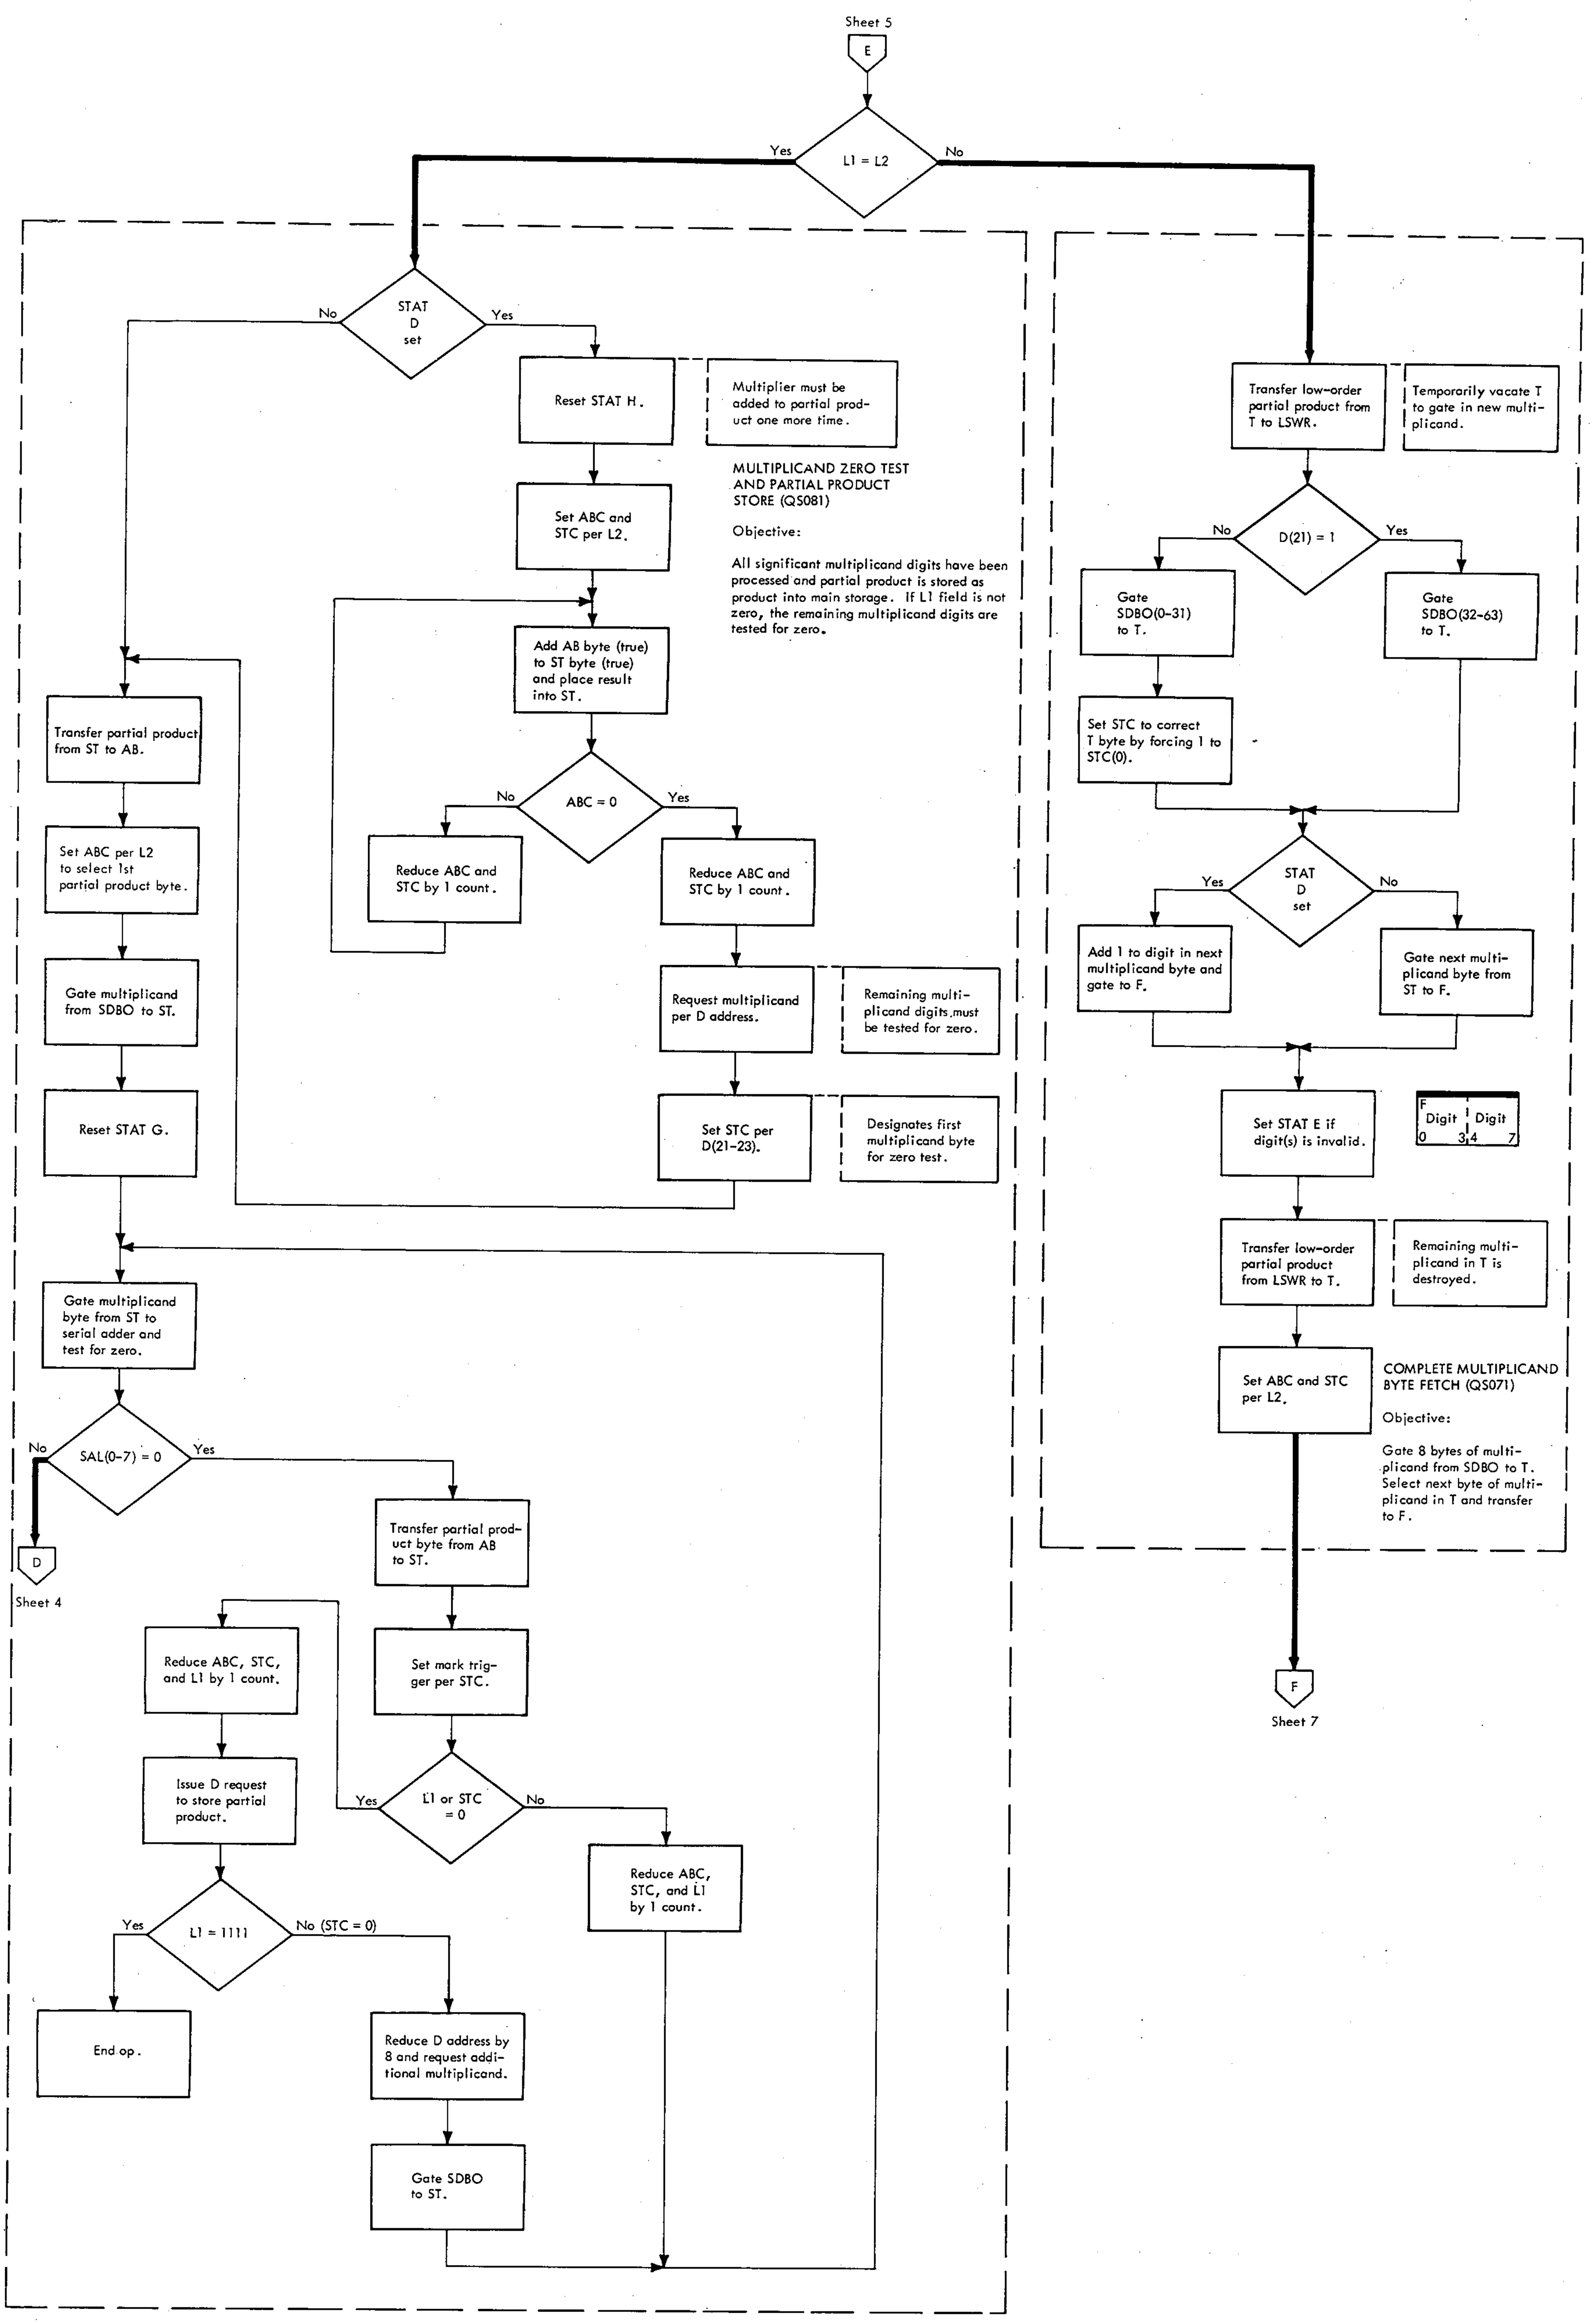 Sheet 5
E
L1 = L2
Yes
No
STAT
D
set
No
Yes
Reset STAT H.
Multiplier must be
added to partial prod-
uct one more time.
Set ABC and
STC per L2.
MULTIPLICAND ZERO TEST
AND PARTIAL PRODUCT
STORE (QS081)
Objective:
All significant multiplicand digits have been
processed and partial product is stored as
product into main storage. If L1 field is not
zero, the remaining multiplicand digits are
tested for zero.
Add AB byte (true)
to ST byte (true)
and place result
into ST.
ABC = 0
No
Yes
Reduce ABC and
STC by 1 count.
Reduce ABC and
STC by 1 count.
Request multiplicand
per D address.
Remaining multi-
plicand digits must
be tested for zero.
Set STC per
D(21-23).
Designates first
multiplicand byte
for zero test.
Transfer partial product
from ST to AB.
Set ABC per L2
to select 1st
partial product byte.
Gate multiplicand
from SDBO to ST.
Reset STAT G.
Gate multiplicand
byte from ST to
serial adder and
test for zero.
SAL(0-7) = 0
No
Yes
D
Sheet 4
Transfer partial prod-
uct byte from AB
to ST.
Set mark trig-
ger per STC.
L1 or STC
= 0
Yes
No
Reduce ABC, STC,
and L1 by 1 count.
Issue D request
to store partial
product.
L1 = 1111
Yes
No (STC = 0)
End op.
Reduce ABC,
STC, and L1
by 1 count.
Reduce D address by
8 and request addi-
tional multiplicand.
Gate SDBO
to ST.
Transfer low-order
partial product from
T to LSWR.
Temporarily vacate T
to gate in new multi-
plicand.
D(21) = 1
No
Yes
Gate
SDBO(0-31)
to T.
Gate
SDBO(32-63)
to T.
Set STC to correct
T byte by forcing 1 to
STC(0).
STAT
D
set
Yes
No
Add 1 to digit in next
multiplicand byte and
gate to F.
Gate next multi-
plicand byte from
ST to F.
Set STAT E if
digit(s) is invalid.
F
Digit Digit
0 3 4 7
Transfer low-order
partial product
from LSWR to T.
Remaining multi-
plicand in T is
destroyed.
Set ABC and STC
per L2.
COMPLETE MULTIPLICAND
BYTE FETCH (QS071)
Objective:
Gate 8 bytes of multi-
plicand from SDBO to T.
Select next byte of multi-
plicand in T and transfer
to F.
F
Sheet 7